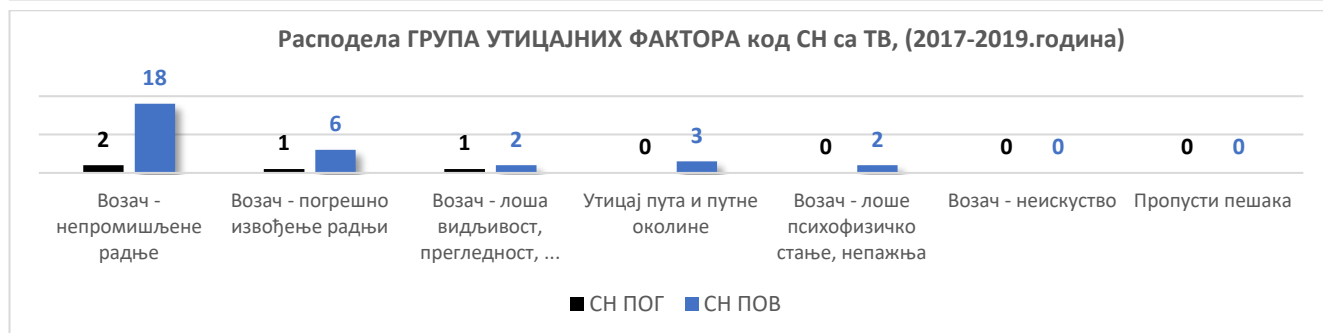 Расподела ГРУПА УТИЦАЈНИХ ФАКТОРА код СН са ТВ, (2017-2019.година)
2
18
1
6
1
2
0
3
0
2
0
0
0
0
Возач -
непромишљене
радње
Возач - погрешно
извођење радњи
Возач - лоша
видљивост,
прегледност, ...
Утицај пута и путне
околине
Возач - лоше
психофизичко
стање, непажња
Возач - неискуство
Пропусти пешака
СН ПОГ
СН ПОВ